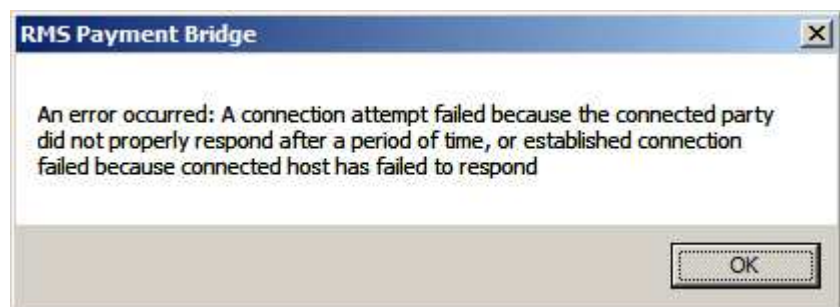 RMS Payment Bridge
An error occurred: A connection attempt failed because the connected party
did not properly respond after a period of time, or established connection
failed because connected host has failed to respond
OK